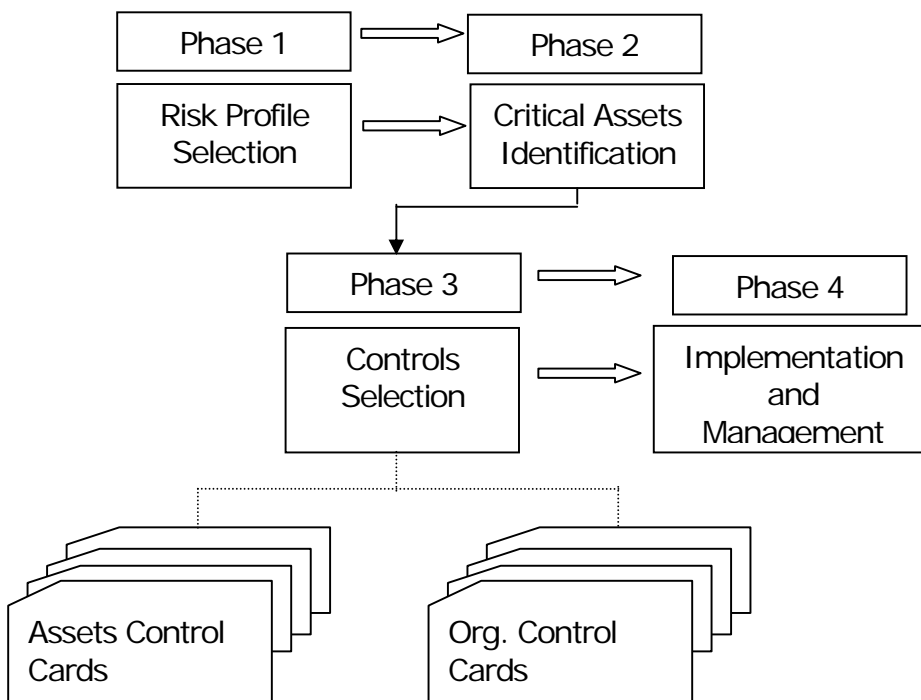 Phase 1
Phase 2
Risk Profile
Selection
Critical Assets
Identification
Phase 3
Phase 4
Controls
Selection
Implementation
and
Management
Assets Control
Cards
Org. Control
Cards